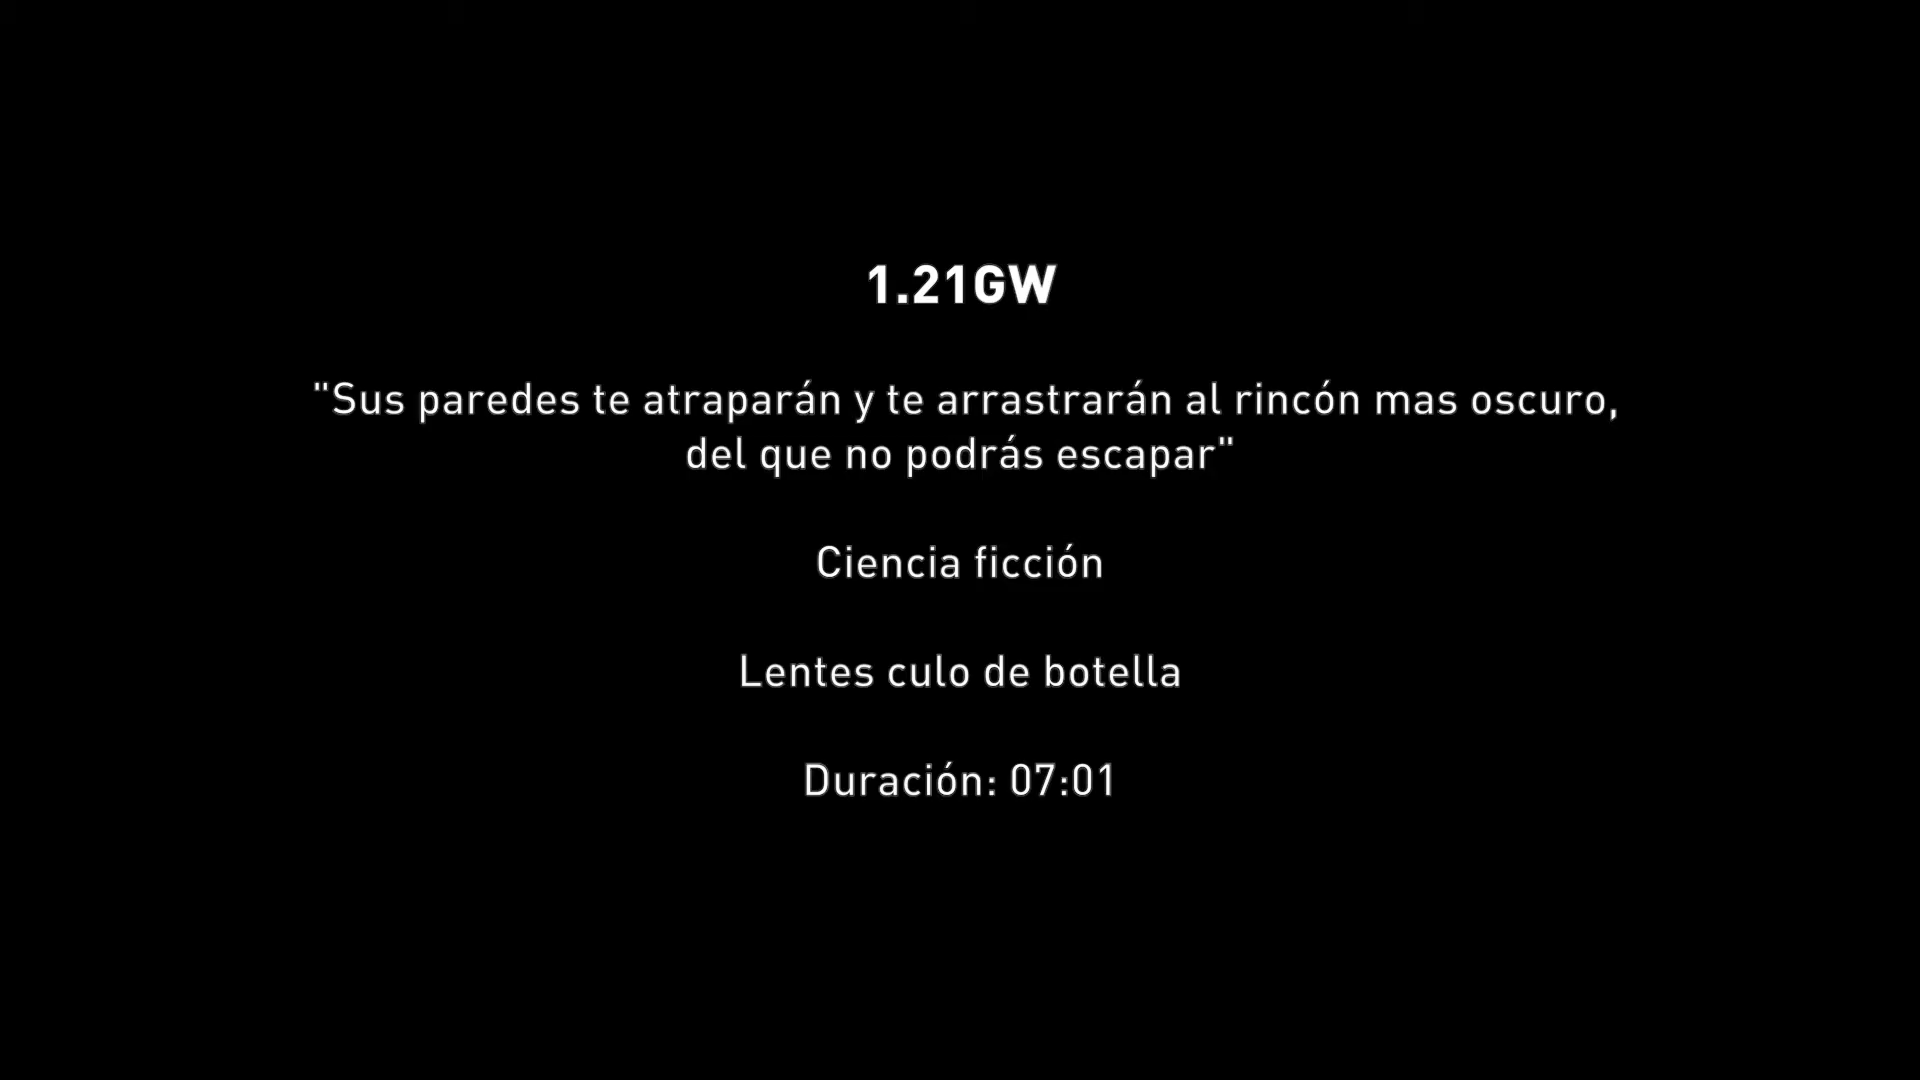 1.21GW
"Sus paredes te atraparán y te arrastrarán al rincón mas oscuro,
del que no podrás escapar"
Ciencia ficción
Lentes culo de botella
Duración: 07:01